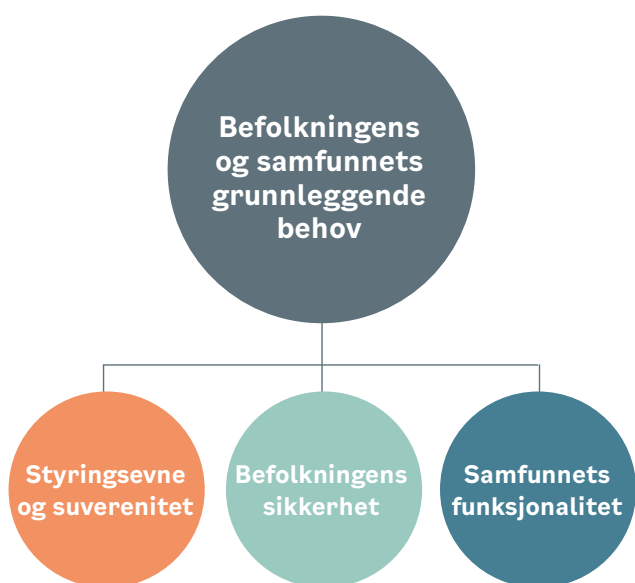 Befolkningens
og samfunnets
grunnleggende
behov
Styringsevne
og suverenitet
Befolkningens
sikkerhet
Samfunnets
funksjonalitet